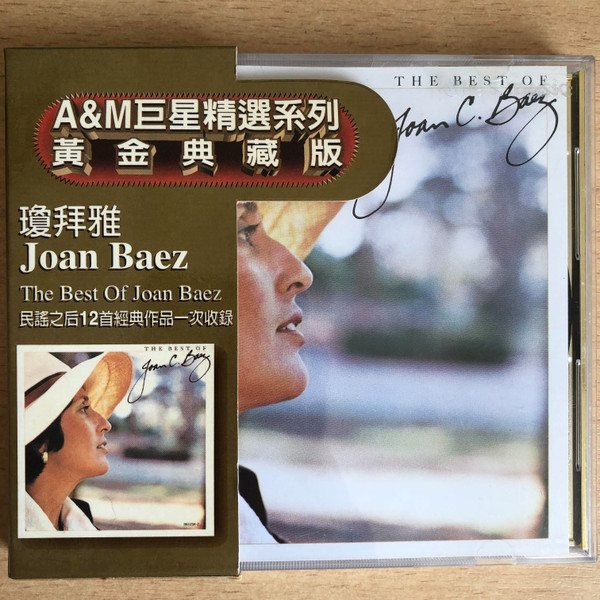 A&M巨星精選系列
黃金典藏版
瓊拜雅
Joan Baez
The Best Of Joan Baez
民謠之后12首經典作品一次收錄
THE BEST OF
Joan C. Baez
THE BEST OF
Joan C. Baez